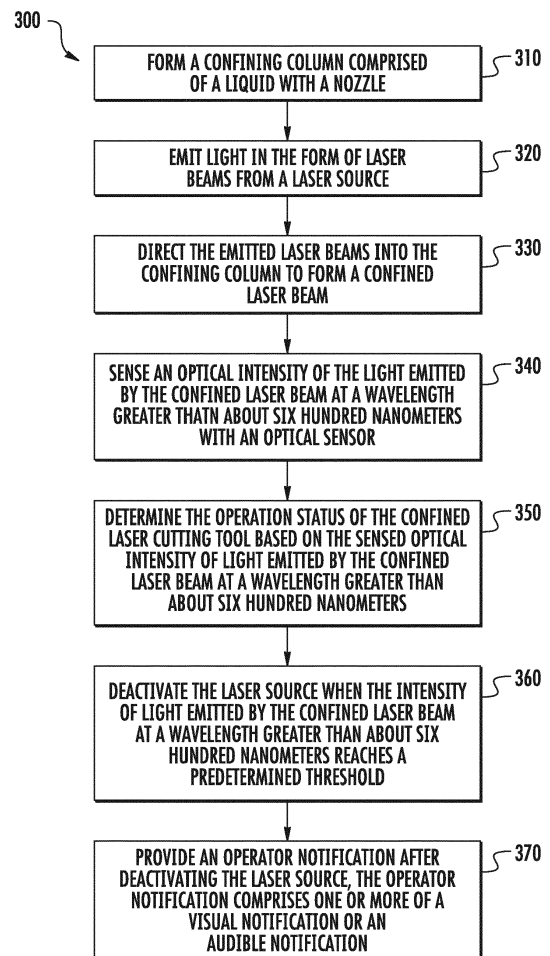 300
FORM A CONFINING COLUMN COMPRISED
OF A LIQUID WITH A NOZZLE
310
EMIT LIGHT IN THE FORM OF LASER
BEAMS FROM A LASER SOURCE
320
DIRECT THE EMITTED LASER BEAMS INTO THE
CONFINING COLUMN TO FORM A CONFINED
LASER BEAM
330
SENSE AN OPTICAL INTENSITY OF THE LIGHT EMITTED
BY THE CONFINED LASER BEAM AT A WAVELENGTH
GREATER THATN ABOUT SIX HUNDRED NANOMETERS
WITH AN OPTICAL SENSOR
340
DETERMINE THE OPERATION STATUS OF THE CONFINED
LASER CUTTING TOOL BASED ON THE SENSED OPTICAL
INTENSITY OF LIGHT EMITTED BY THE CONFINED
LASER BEAM AT A WAVELENGTH GREATER THAN
ABOUT SIX HUNDRED NANOMETERS
350
DEACTIVATE THE LASER SOURCE WHEN THE INTENSITY
OF LIGHT EMITTED BY THE CONFINED LASER BEAM
AT A WAVELENGTH GREATER THAN ABOUT SIX
HUNDRED NANOMETERS REACHES A
PREDETERMINED THRESHOLD
360
PROVIDE AN OPERATOR NOTIFICATION AFTER
DEACTIVATING THE LASER SOURCE, THE OPERATOR
NOTIFICATION COMPRISES ONE OR MORE OF A
VISUAL NOTIFICATION OR AN
AUDIBLE NOTIFICATION
370